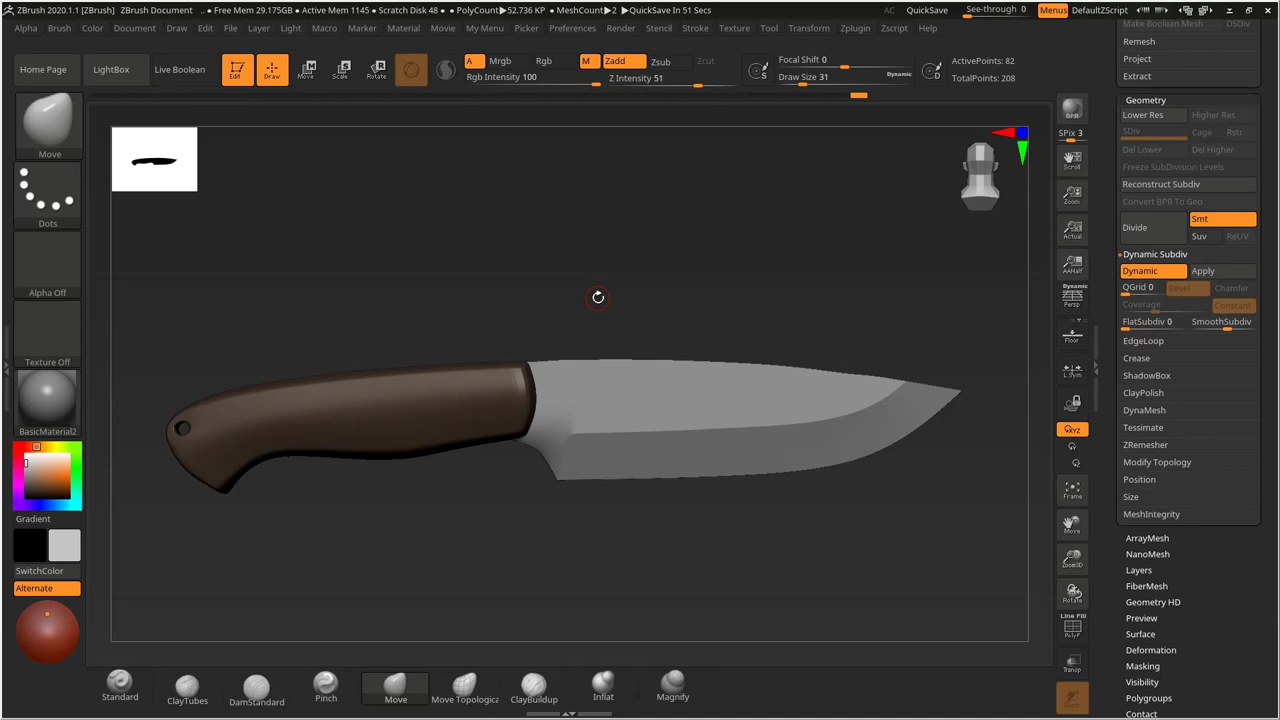 ZBrush 2020.1.1 [ZBrush] ZBrush Document .. ● Free Mem 29.175GB ● Active Mem 1145 ● Scratch Disk 48 ● PolyCount▶52.736 KP ● MeshCount▶2 ▶QuickSave In 51 Secs AC QuickSave See-through 0 Menus DefaultZScript
Alpha Brush Color Document Draw Edit File Layer Light Macro Marker Material Movie My Menu Picker Preferences Render Stencil Stroke Texture Tool Transform Zplugin Zscript Help
Home Page LightBox Live Boolean Edit Draw Move Scale Rotate A Mrgb Rgb M Zadd Zsub Zcut Focal Shift 0 ActivePoints: 82
Rgb Intensity 100 Z Intensity 51 S Draw Size 31 Dynamic D TotalPoints: 208
Move
Dots
Alpha Off
Texture Off
BasicMaterial2
Gradient
SwitchColor
Alternate
Standard ClayTubes DamStandard Pinch Move Move Topologica ClayBuildup Inflat Magnify
BPR
SPix 3
Scroll
Zoom
Actual
AAHalf
Dynamic
Persp
Floor
L.Sym
XYZ
Y
Z
Frame
Move
Zoom3D
Rotate
Line Fill
PolyF
Transp
Make Boolean Mesh DSDiv
Remesh
Project
Extract
Geometry
Lower Res Higher Res
SDiv Cage Rstr
Del Lower Del Higher
Freeze SubDivision Levels
Reconstruct Subdiv
Convert BPR To Geo
Divide Smt
Suv ReUV
Dynamic Subdiv
Dynamic Apply
QGrid 0 Bevel Chamfer
Coverage Constant
FlatSubdiv 0 SmoothSubdiv
EdgeLoop
Crease
ShadowBox
ClayPolish
DynaMesh
Tessimate
ZRemesher
Modify Topology
Position
Size
MeshIntegrity
ArrayMesh
NanoMesh
Layers
FiberMesh
Geometry HD
Preview
Surface
Deformation
Masking
Visibility
Polygroups
Contact